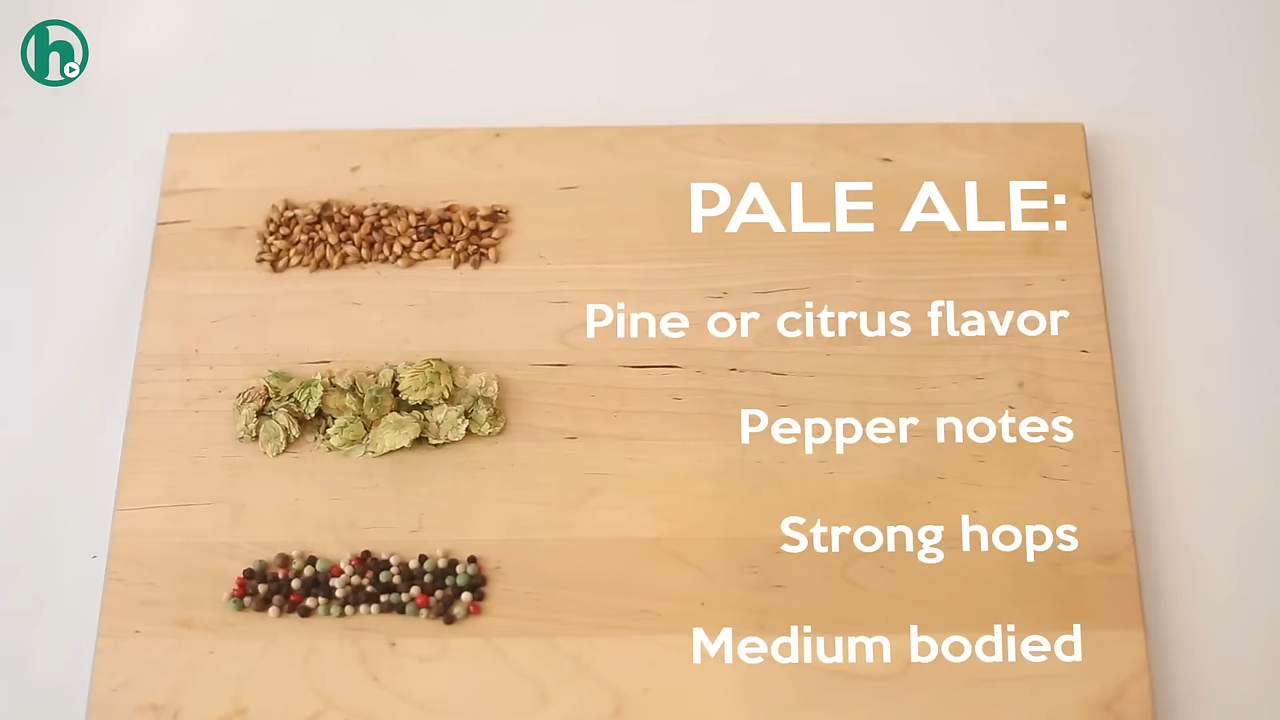 h
PALE ALE:
Pine or citrus flavor
Pepper notes
Strong hops
Medium bodied